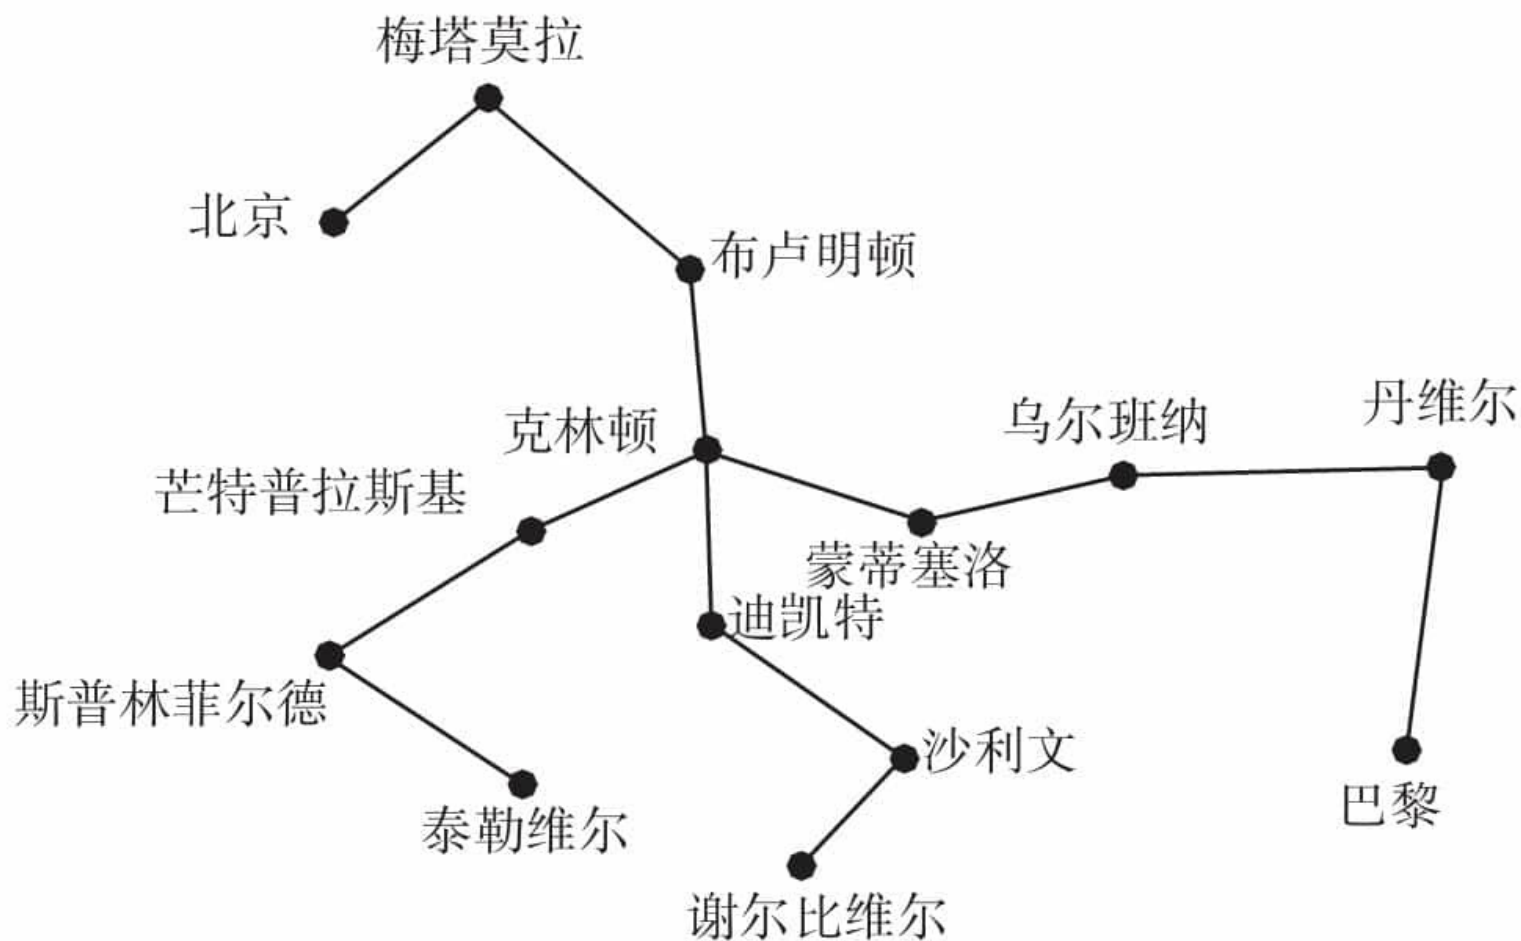 梅塔莫拉
北京
布卢明顿
丹维尔
乌尔班纳
克林顿
芒特普拉斯基
蒙蒂塞洛
迪凯特
斯普林菲尔德
沙利文
巴黎
泰勒维尔
谢尔比维尔